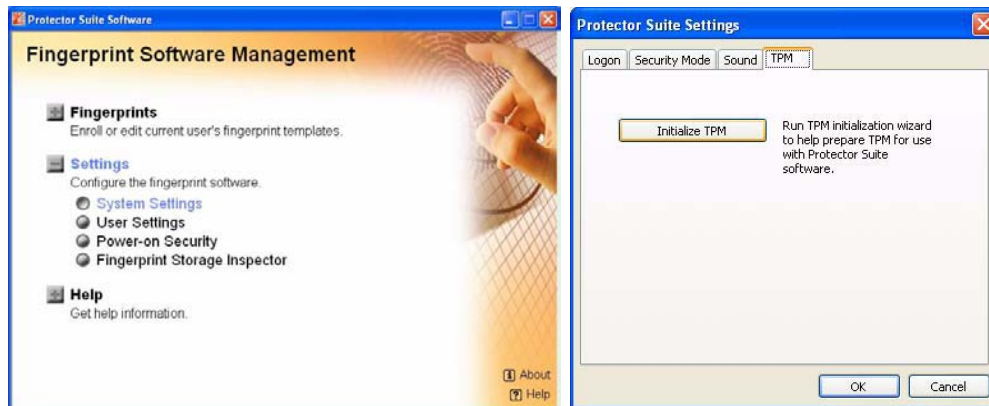 Protector Suite Software
Fingerprint Software Management
Fingerprints
Enroll or edit current user's fingerprint templates.
Settings
Configure the fingerprint software.
System Settings
User Settings
Power-on Security
Fingerprint Storage Inspector
Help
Get help information.
About
Help
Protector Suite Settings
Logon Security Mode Sound TPM
Initialize TPM
Run TPM initialization wizard
to help prepare TPM for use
with Protector Suite
software.
OK Cancel